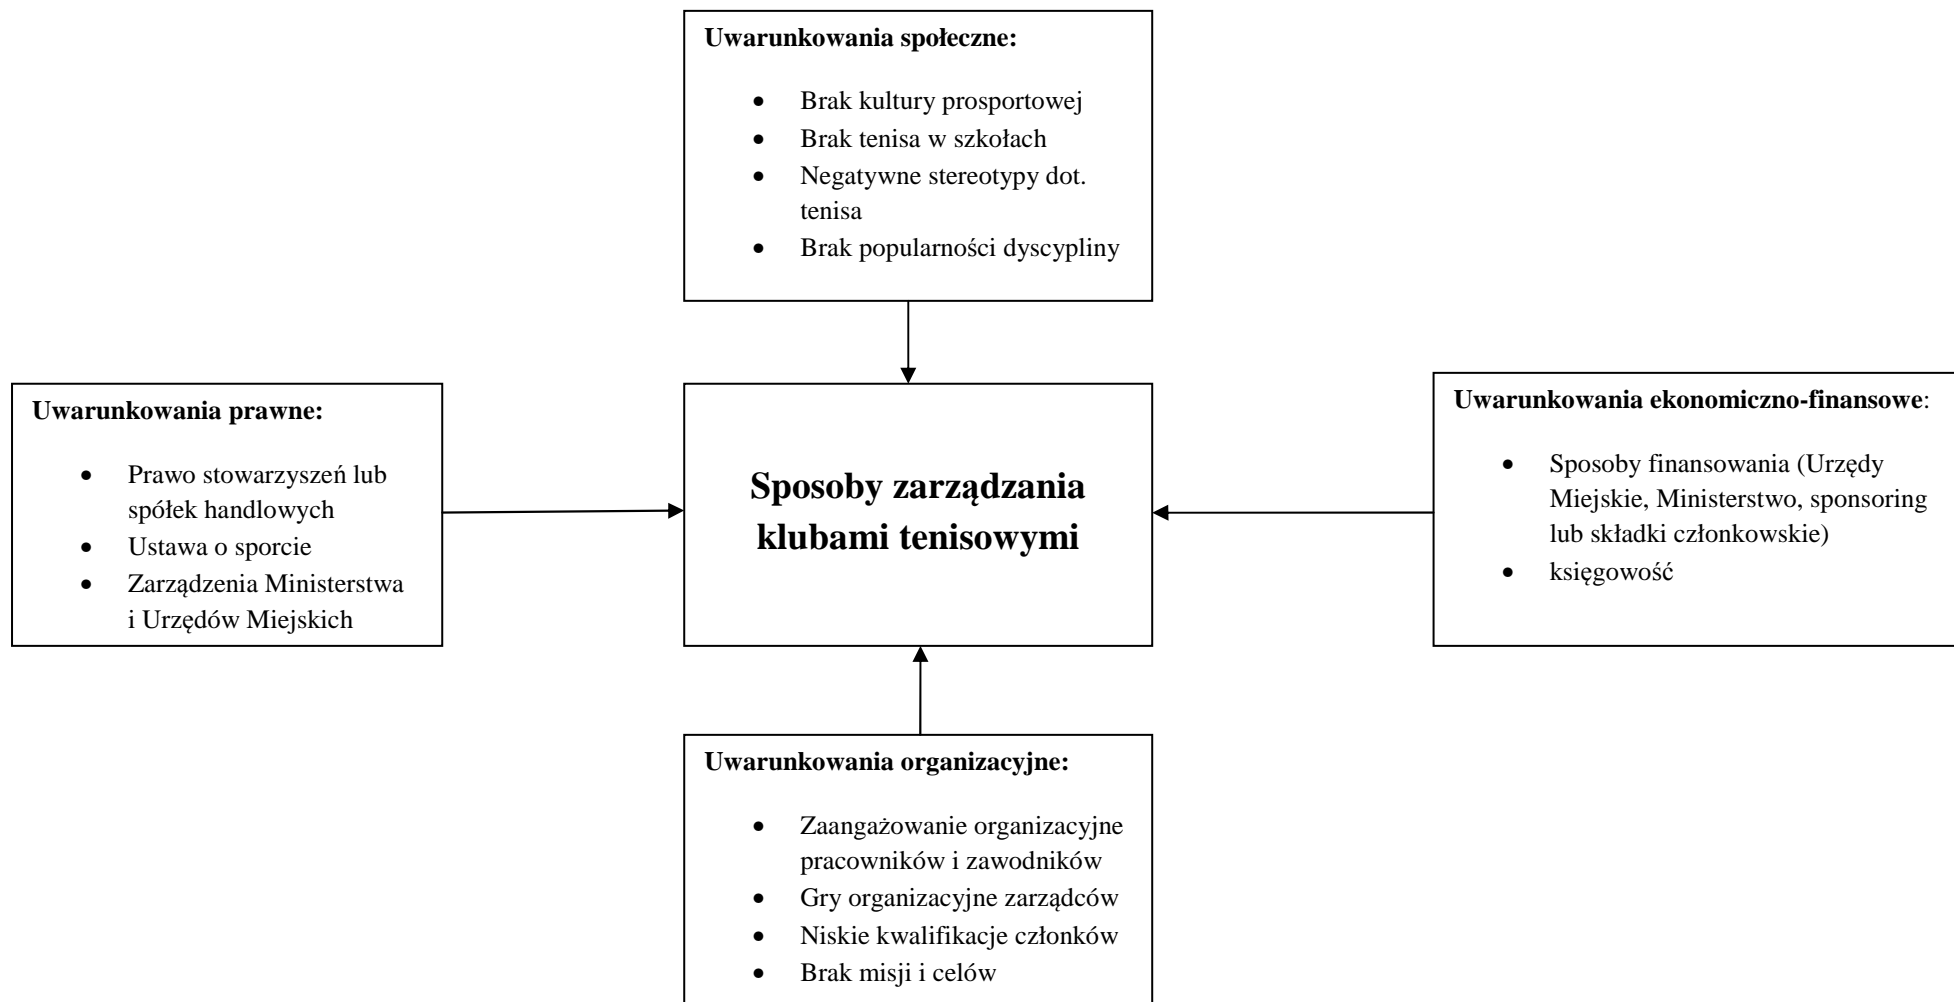 Uwarunkowania społeczne:
• Brak kultury prosportowej
• Brak tenisa w szkołach
• Negatywne stereotypy dot.
tenisa
• Brak popularności dyscypliny
Uwarunkowania prawne:
• Prawo stowarzyszeń lub
spółek handlowych
• Ustawa o sporcie
• Zarządzenia Ministerstwa
i Urzędów Miejskich
Sposoby zarządzania
klubami tenisowymi
Uwarunkowania ekonomiczno-finansowe:
• Sposoby finansowania (Urzędy
Miejskie, Ministerstwo, sponsoring
lub składki członkowskie)
• księgowość
Uwarunkowania organizacyjne:
• Zaangażowanie organizacyjne
pracowników i zawodników
• Gry organizacyjne zarządców
• Niskie kwalifikacje członków
• Brak misji i celów